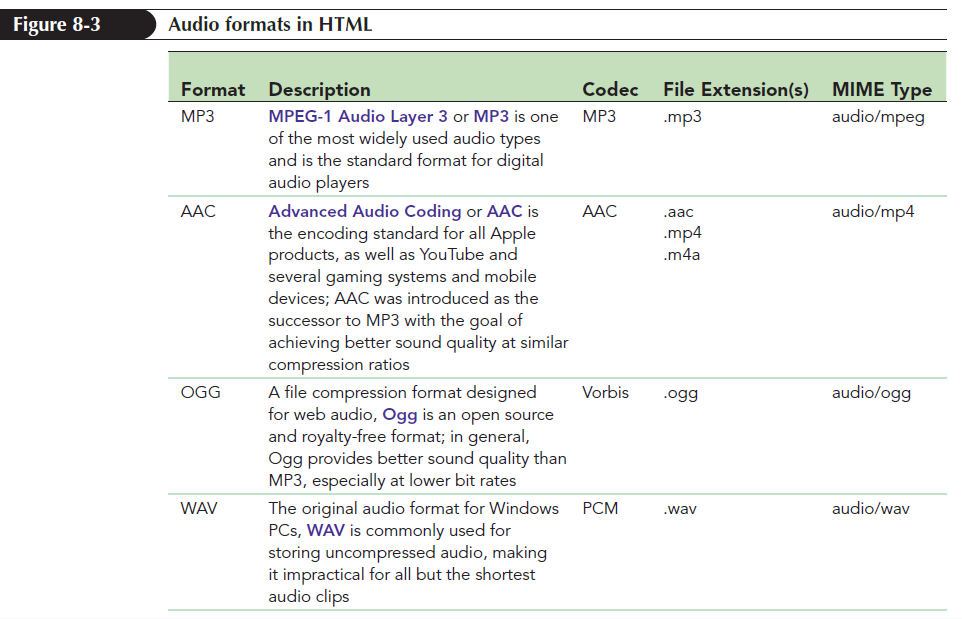 Figure 8-3 Audio formats in HTML
Format Description Codec File Extension(s) MIME Type
MP3 MPEG-1 Audio Layer 3 or MP3 is one MP3 .mp3 audio/mpeg
of the most widely used audio types
and is the standard format for digital
audio players
AAC Advanced Audio Coding or AAC is AAC .aac audio/mp4
the encoding standard for all Apple .mp4
products, as well as YouTube and .m4a
several gaming systems and mobile
devices; AAC was introduced as the
successor to MP3 with the goal of
achieving better sound quality at similar
compression ratios
OGG A file compression format designed Vorbis .ogg audio/ogg
for web audio, Ogg is an open source
and royalty-free format; in general,
Ogg provides better sound quality than
MP3, especially at lower bit rates
WAV The original audio format for Windows PCM .wav audio/wav
PCs, WAV is commonly used for
storing uncompressed audio, making
it impractical for all but the shortest
audio clips